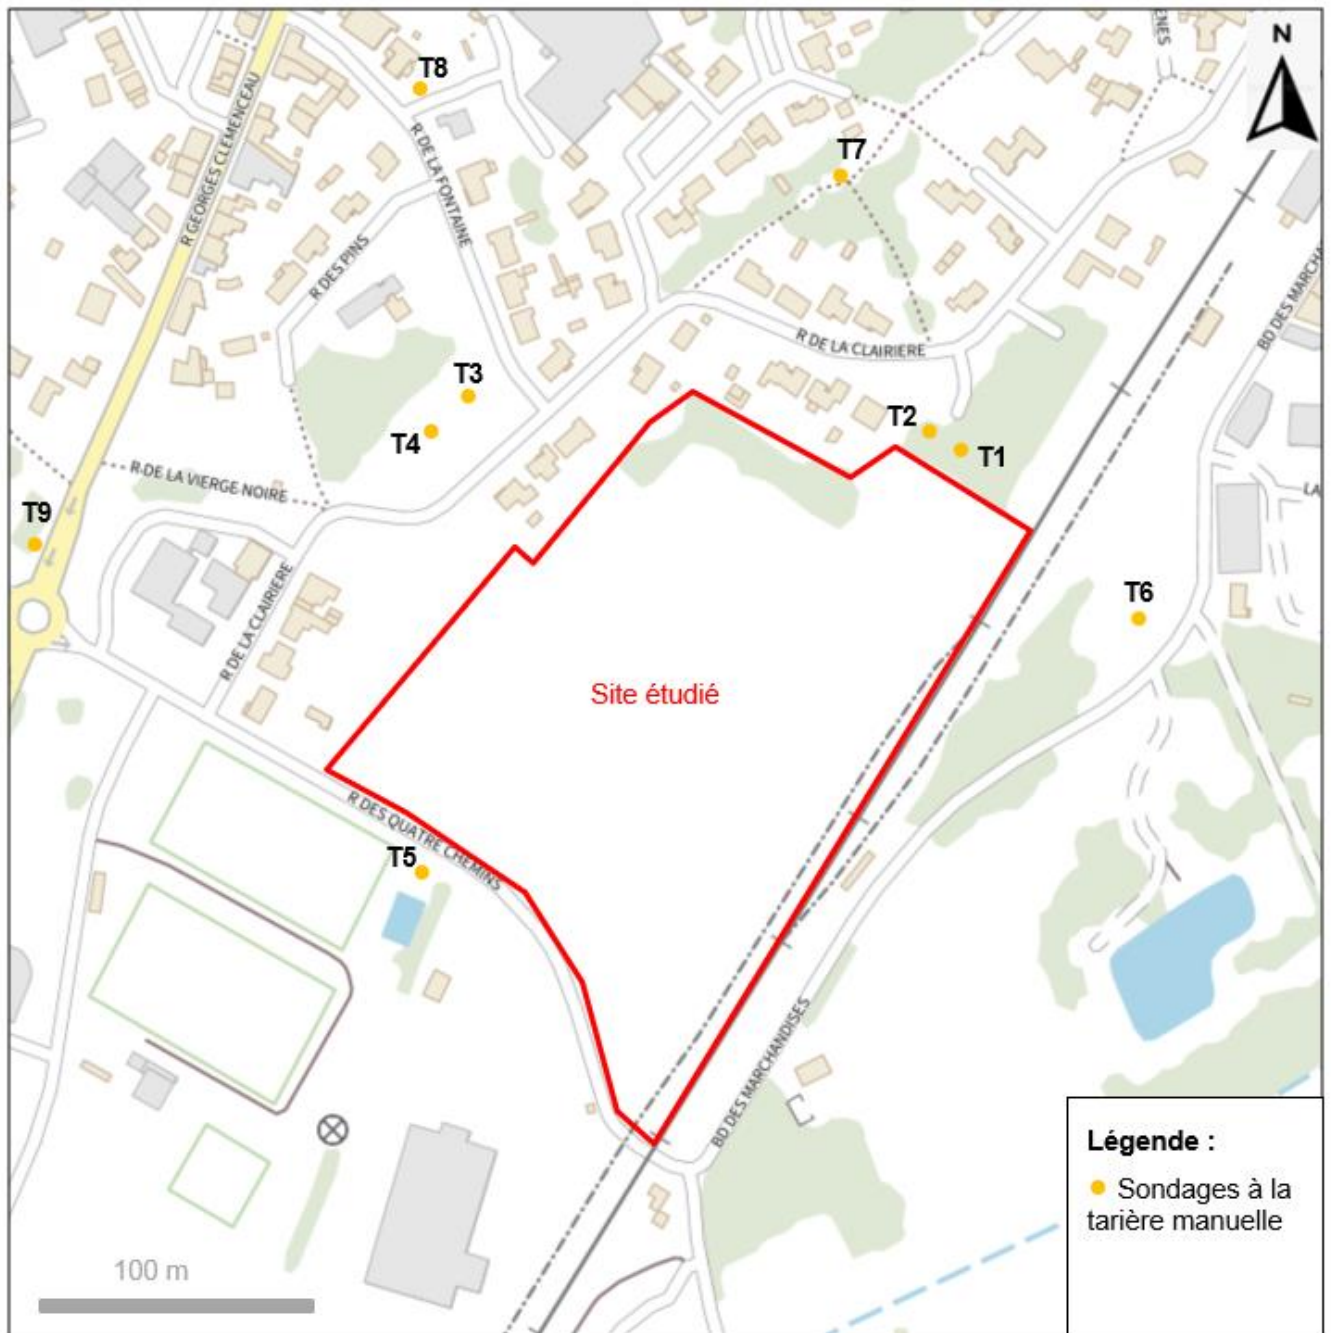 N
T8
ENES
R GEORGES CLEMENCEAU
R DE LA FONTAINE
T7
R DES PINS
BD DES MARCHA
R DE LA CLAIRIERE
T3
T4
T2
T1
R DE LA VIERGE NOIRE
T9
LA
R DE LA CLAIRIERE
T6
Site étudié
R DES QUATRE CHEMINS
T5
BD DES MARCHANDISES
Légende :
Sondages à la
tarière manuelle
100 m